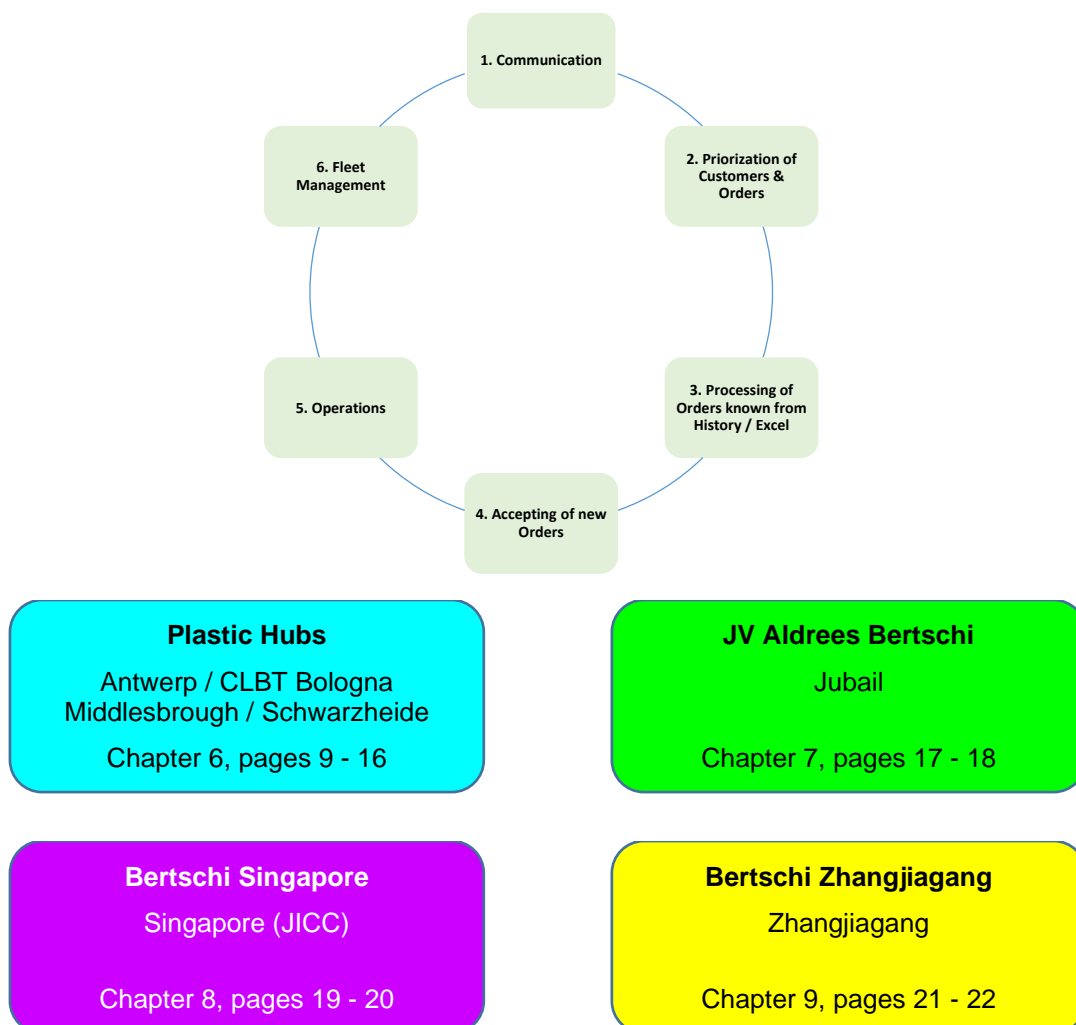 1. Communication
2. Priorization of
Customers &
Orders
3. Processing of
Orders known from
History / Excel
4. Accepting of new
Orders
5. Operations
6. Fleet
Management
Plastic Hubs
Antwerp / CLBT Bologna
Middlesbrough / Schwarzheide
Chapter 6, pages 9 - 16
JV Aldrees Bertschi
Jubail
Chapter 7, pages 17 - 18
Bertschi Singapore
Singapore (JICC)
Chapter 8, pages 19 - 20
Bertschi Zhangjiagang
Zhangjiagang
Chapter 9, pages 21 - 22